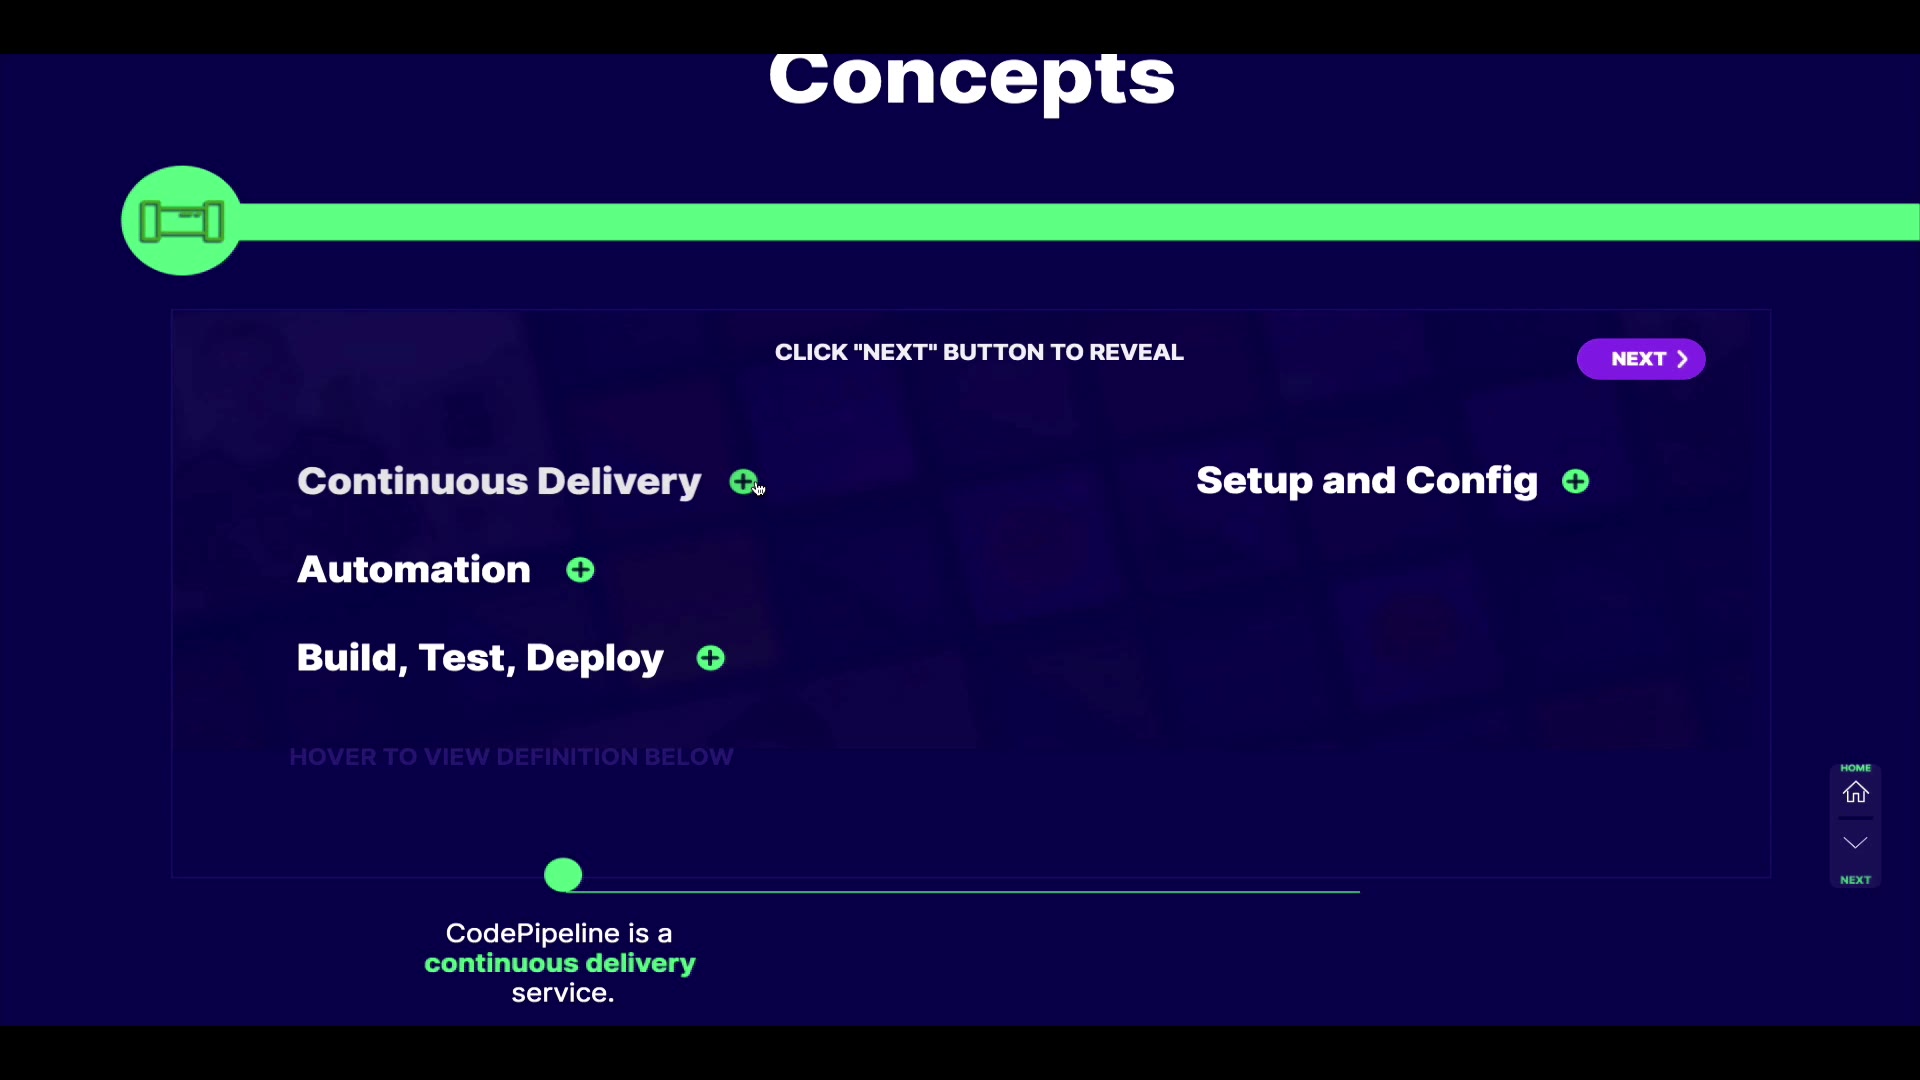 Concepts
CLICK "NEXT" BUTTON TO REVEAL
NEXT
Continuous Delivery
Setup and Config
Automation
Build, Test, Deploy
HOVER TO VIEW DEFINITION BELOW
HOME
NEXT
CodePipeline is a
continuous delivery
service.